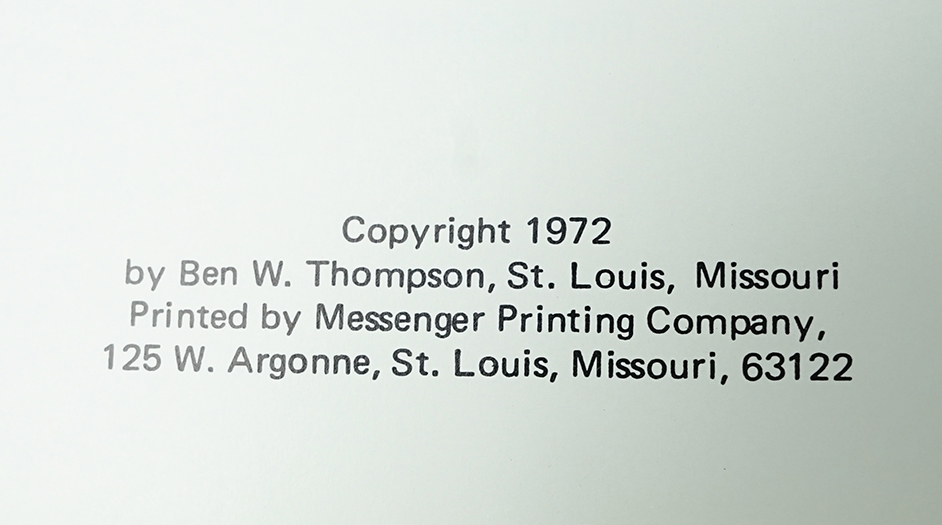 Copyright 1972
by Ben W. Thompson, St. Louis, Missouri
Printed by Messenger Printing Company,
125 W. Argonne, St. Louis, Missouri, 63122